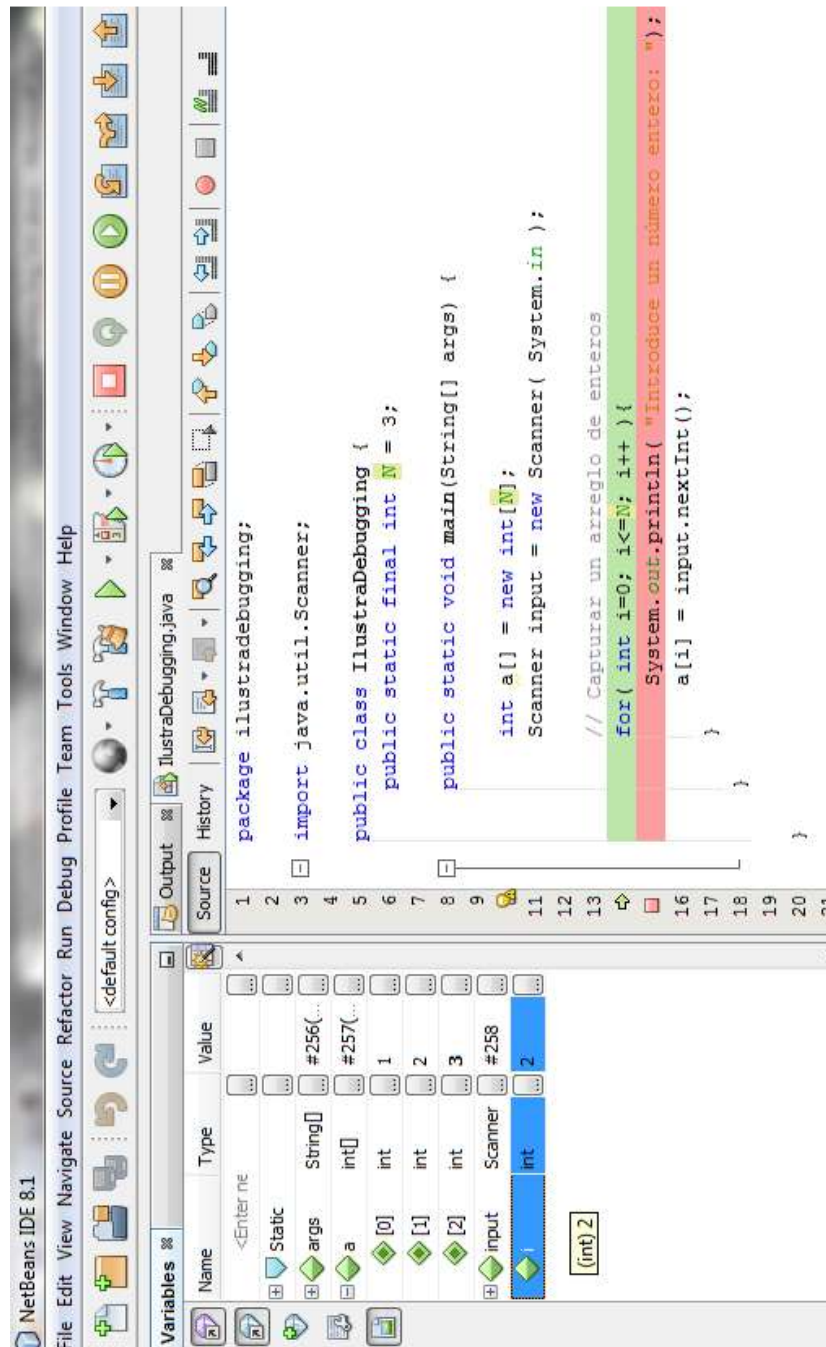 NetBeans IDE 8.1
File Edit View Navigate Source Refactor Run Debug Profile Team Tools Window Help
<default config>
Variables
Name Type Value
<Enter ne
Static
args String[] #256(...
a int[] #257(...
[0] int 1
[1] int 2
[2] int 3
input Scanner #258
i int 2
(int) 2
Output IlustraDebugging.java
Source History
1 package ilustradebugging;
2
3 import java.util.Scanner;
4
5 public class IlustraDebugging {
6 public static final int N = 3;
7
8 public static void main(String[] args) {
9
int a[] = new int[N];
11 Scanner input = new Scanner( System.in );
12
13 // Capturar un arreglo de enteros
for( int i=0; i<=N; i++ ){
System.out.println( "Introduce un número entero: ");
16 a[i] = input.nextInt();
17 }
18 }
19
20 }
21